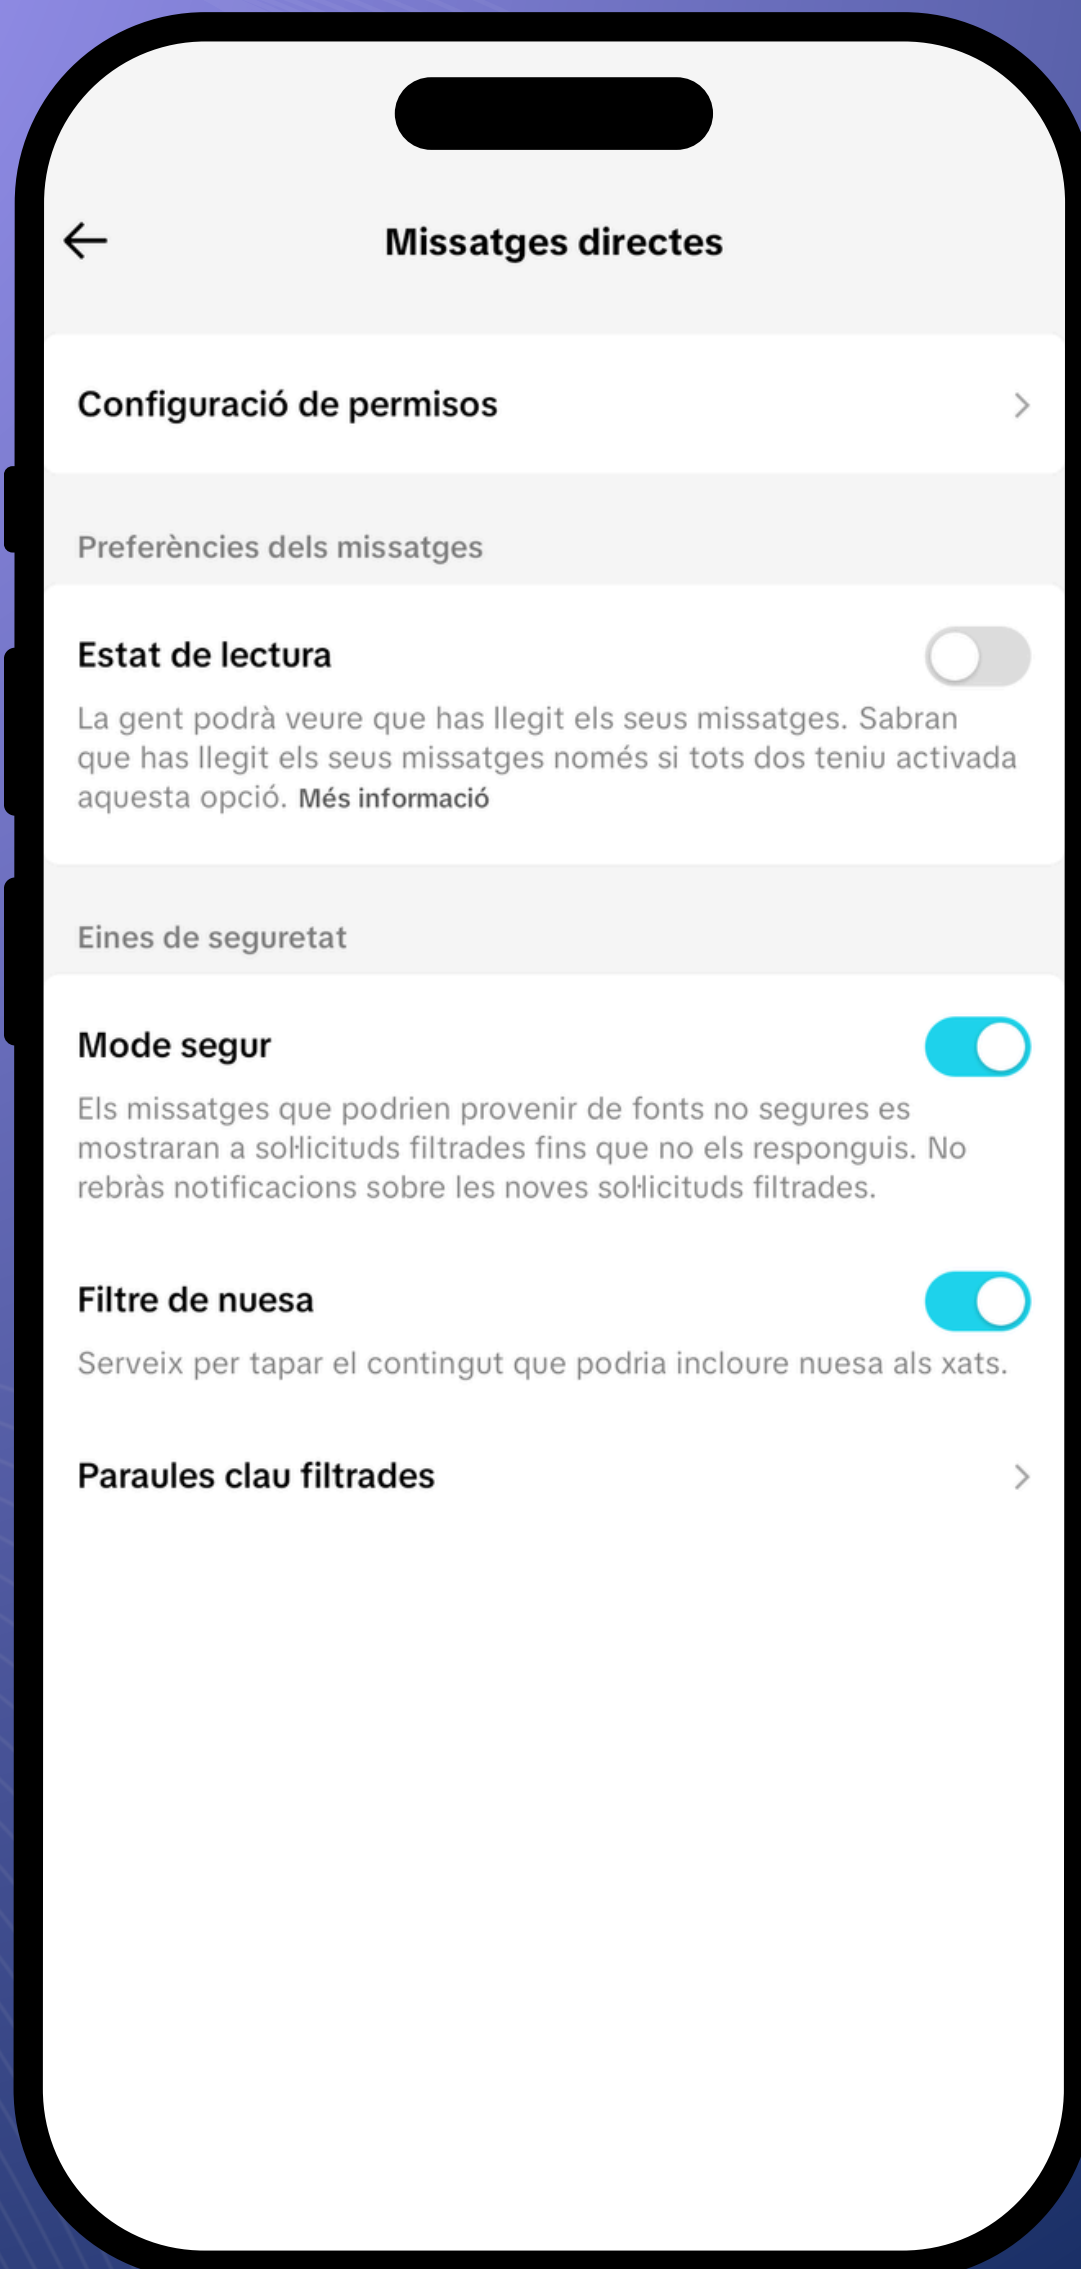 Missatges directes
Configuració de permisos
Preferències dels missatges
Estat de lectura
La gent podrà veure que has llegit els seus missatges. Sabran
que has llegit els seus missatges només si tots dos teniu activada
aquesta opció. Més informació
Eines de seguretat
Mode segur
Els missatges que podrien provenir de fonts no segures es
mostraran a sol·licituds filtrades fins que no els responguis. No
rebràs notificacions sobre les noves sol·licituds filtrades.
Filtre de nuesa
Serveix per tapar el contingut que podria incloure nuesa als xats.
Paraules clau filtrades